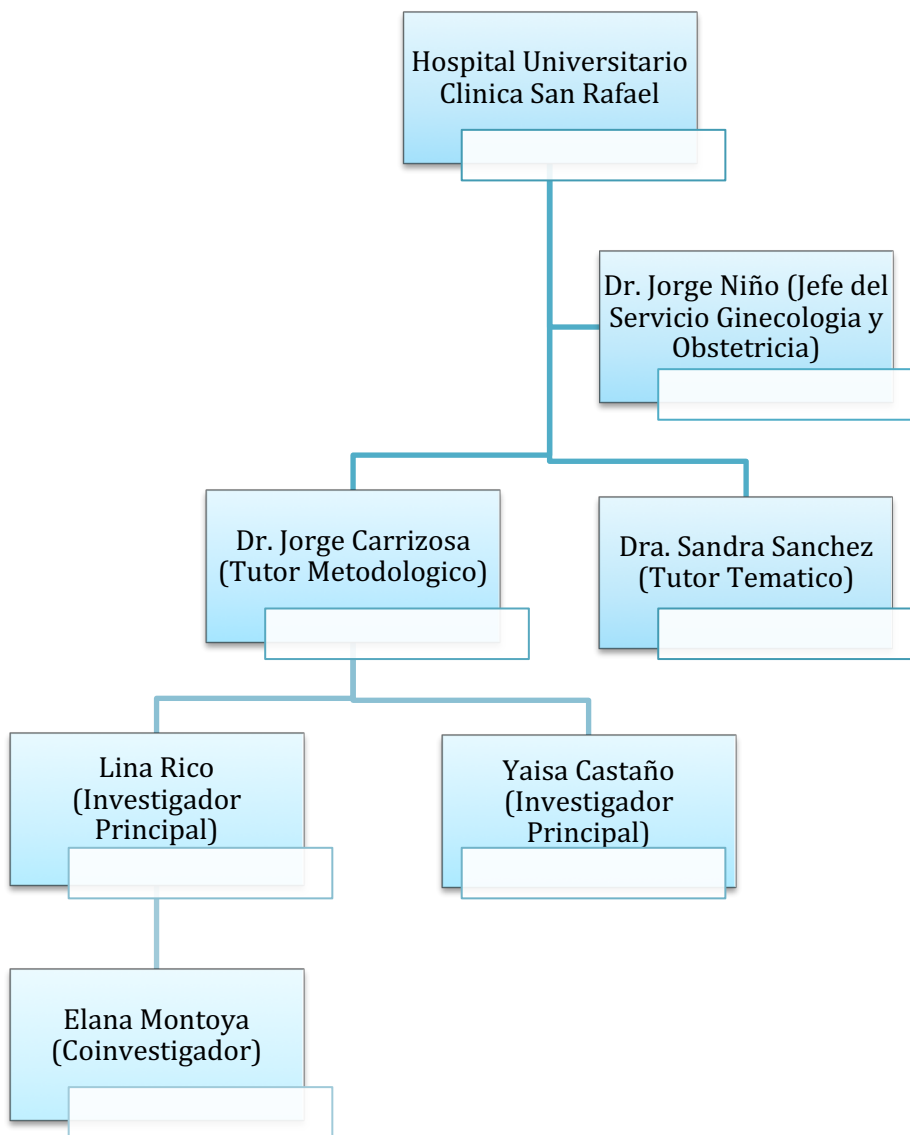 Hospital Universitario
Clinica San Rafael
Dr. Jorge Niño (Jefe del
Servicio Ginecologia y
Obstetricia)
Dr. Jorge Carrizosa
(Tutor Metodologico)
Dra. Sandra Sanchez
(Tutor Tematico)
Lina Rico
(Investigador
Principal)
Yaisa Castaño
(Investigador
Principal)
Elana Montoya
(Coinvestigador)